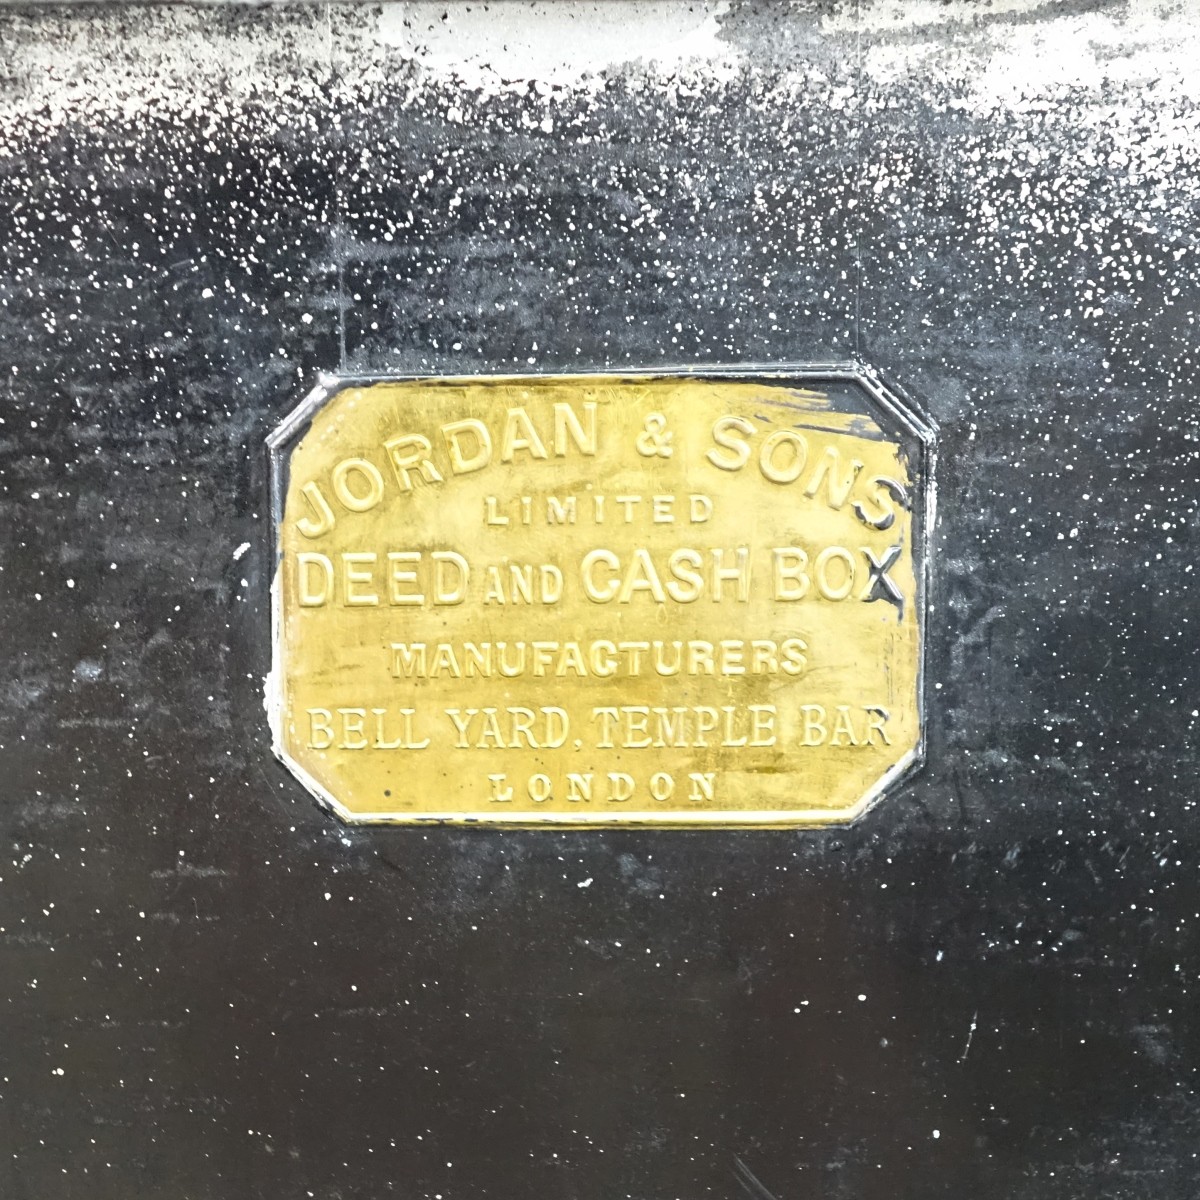 JORDAN & SONS
LIMITED
DEED AND CASH BOX
MANUFACTURERS
BELL YARD, TEMPLE BAR
LONDON